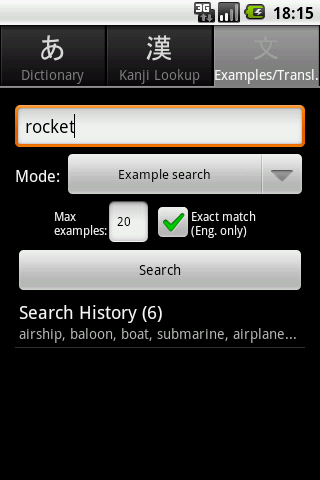 3G 18:15
あ 漢 文
Dictionary Kanji Lookup Examples/Transl.
rocket
Mode: Example search
Max
examples: 20 Exact match
(Eng. only)
Search
Search History (6)
airship, baloon, boat, submarine, airplane...